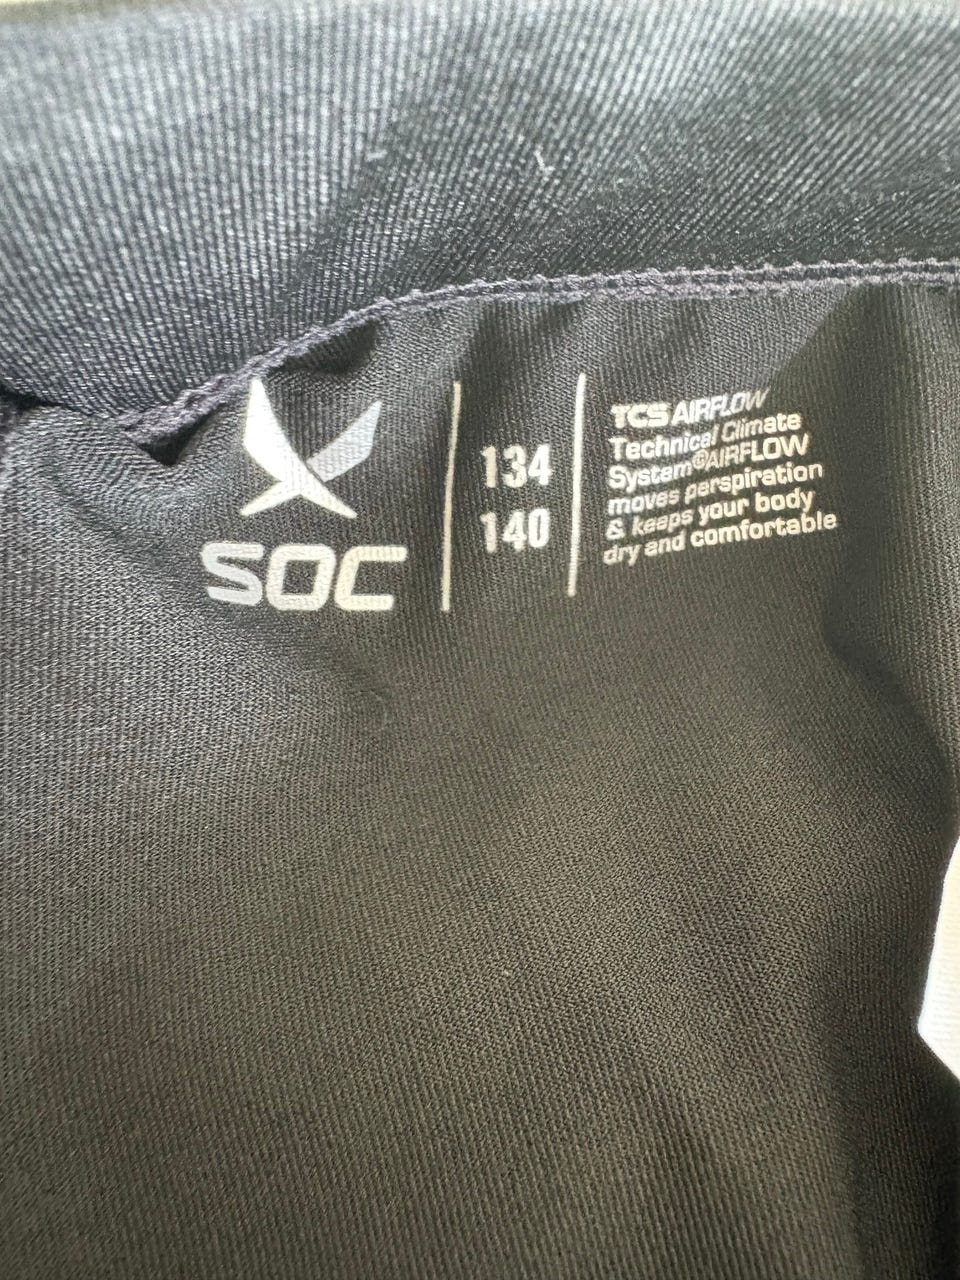 SOC
134
140
TCS AIRFLOW
Technical Climate
System©AIRFLOW
moves perspiration
& keeps your body
dry and comfortable